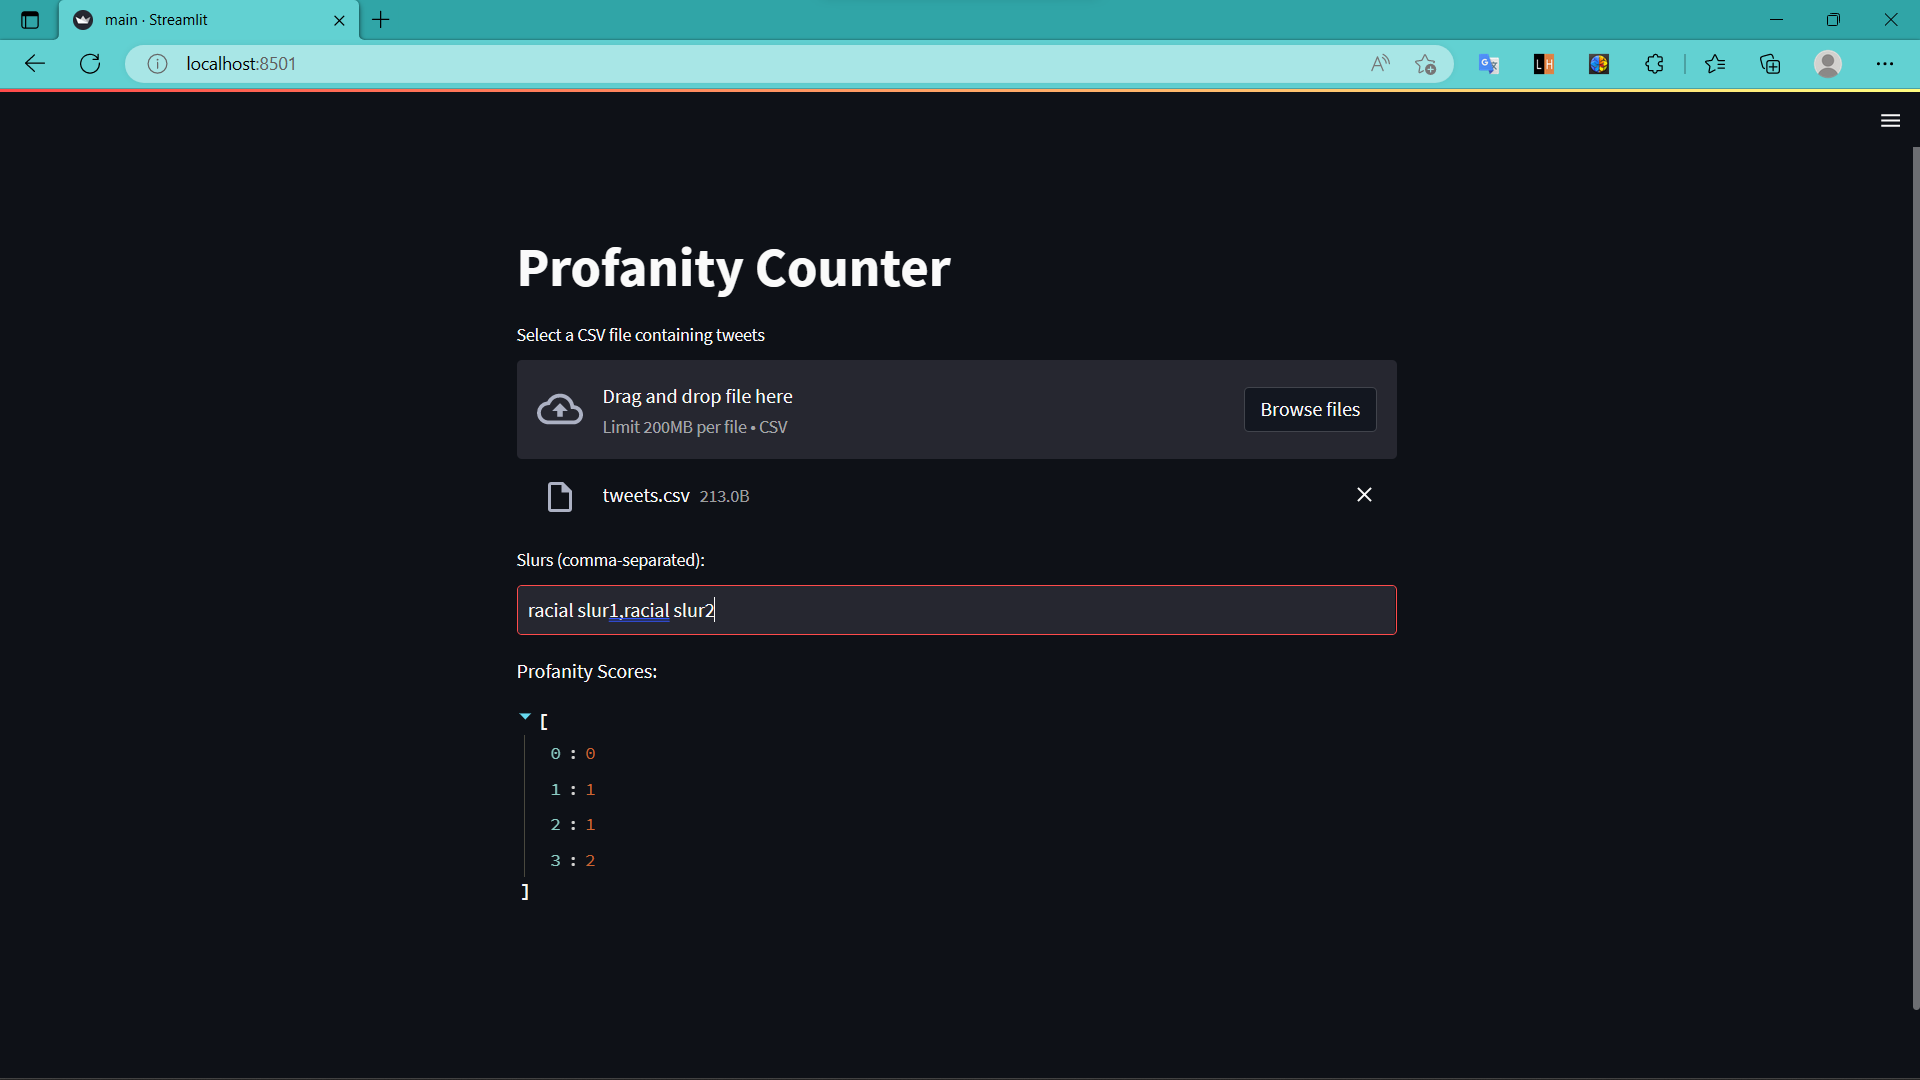 main · Streamlit
localhost:8501
Profanity Counter
Select a CSV file containing tweets
Drag and drop file here
Limit 200MB per file • CSV
Browse files
tweets.csv 213.0B
Slurs (comma-separated):
racial slur1,racial slur2
Profanity Scores:
[
0 : 0
1 : 1
2 : 1
3 : 2
]